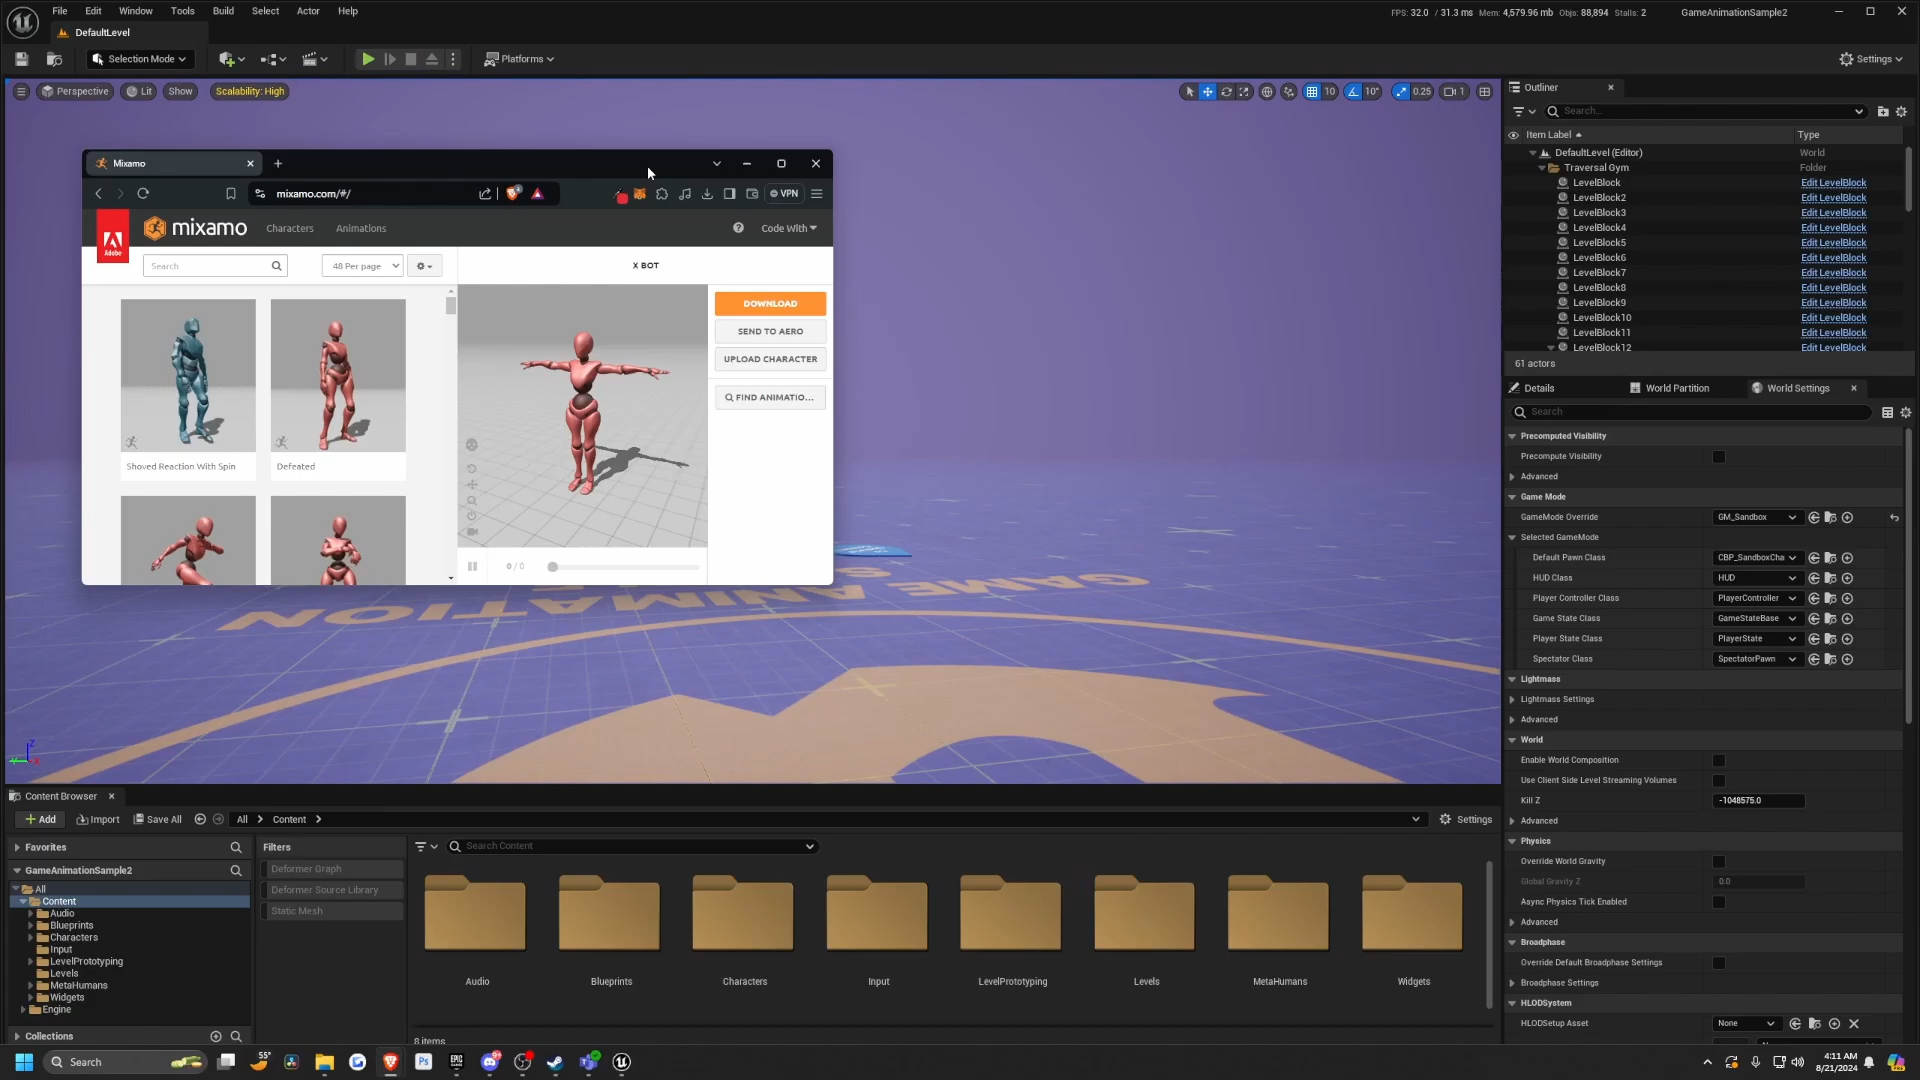 File Edit Window Tools Build Select Actor Help
FPS: 32.0 / 31.3 ms Mem: 4,579.96 mb Objs: 88,894 Stalls: 2 GameAnimationSample2
DefaultLevel
Selection Mode Platforms Settings
Perspective Lit Show Scalability: High 10 10° 0.25 1
Mixamo
mixamo.com/#/ VPN
Adobe mixamo Characters Animations Code With
Search 48 Per page X BOT
DOWNLOAD
SEND TO AERO
UPLOAD CHARACTER
FIND ANIMATIO...
Shoved Reaction With Spin Defeated
0 / 0
ANIMATION
GAME
Outliner
Search...
Item Label Type
DefaultLevel (Editor) World
Traversal Gym Folder
LevelBlock Edit LevelBlock
LevelBlock2 Edit LevelBlock
LevelBlock3 Edit LevelBlock
LevelBlock4 Edit LevelBlock
LevelBlock5 Edit LevelBlock
LevelBlock6 Edit LevelBlock
LevelBlock7 Edit LevelBlock
LevelBlock8 Edit LevelBlock
LevelBlock9 Edit LevelBlock
LevelBlock10 Edit LevelBlock
LevelBlock11 Edit LevelBlock
LevelBlock12 Edit LevelBlock
61 actors
Details World Partition World Settings
Search
Precomputed Visibility
Precompute Visibility
Advanced
Game Mode
GameMode Override GM_Sandbox
Selected GameMode
Default Pawn Class CBP_SandboxCha
HUD Class HUD
Player Controller Class PlayerController
Game State Class GameStateBase
Player State Class PlayerState
Spectator Class SpectatorPawn
Lightmass
Lightmass Settings
Advanced
World
Enable World Composition
Use Client Side Level Streaming Volumes
Kill Z -1048575.0
Advanced
Physics
Override World Gravity
Global Gravity Z 0.0
Async Physics Tick Enabled
Advanced
Broadphase
Override Default Broadphase Settings
Broadphase Settings
HLODSystem
HLODSetup Asset None
Content Browser
Add Import Save All All Content Settings
Favorites
GameAnimationSample2
All
Content
Audio
Blueprints
Characters
Input
LevelPrototyping
Levels
MetaHumans
Widgets
Engine
Collections
Filters
Deformer Graph
Deformer Source Library
Static Mesh
Search Content
Audio Blueprints Characters Input LevelPrototyping Levels MetaHumans Widgets
8 items
Search 55° Ps EPIC GAMES
4:11 AM
8/21/2024